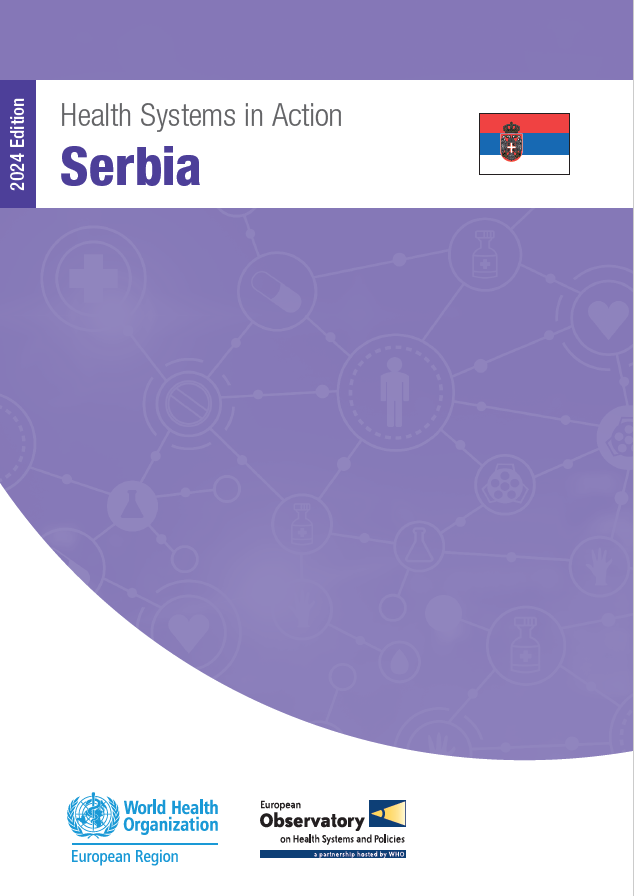 2024 Edition
Health Systems in Action
Serbia
World Health
Organization
European Region
European
Observatory
on Health Systems and Policies
a partnership hosted by WHO